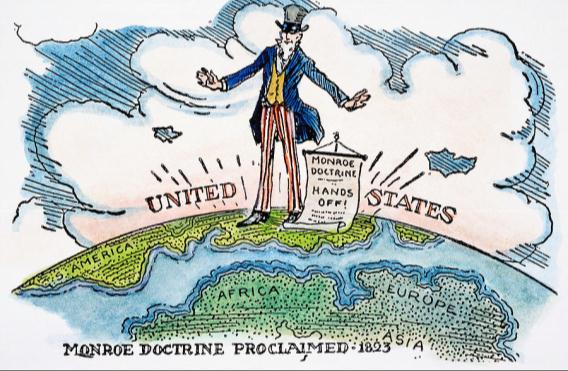 MONROE
DOCTRINE
HANDS
OFF!
UNITED STATES
S. AMERICA
AFRICA
EUROPE
ASIA
MONROE DOCTRINE PROCLAIMED - 1823